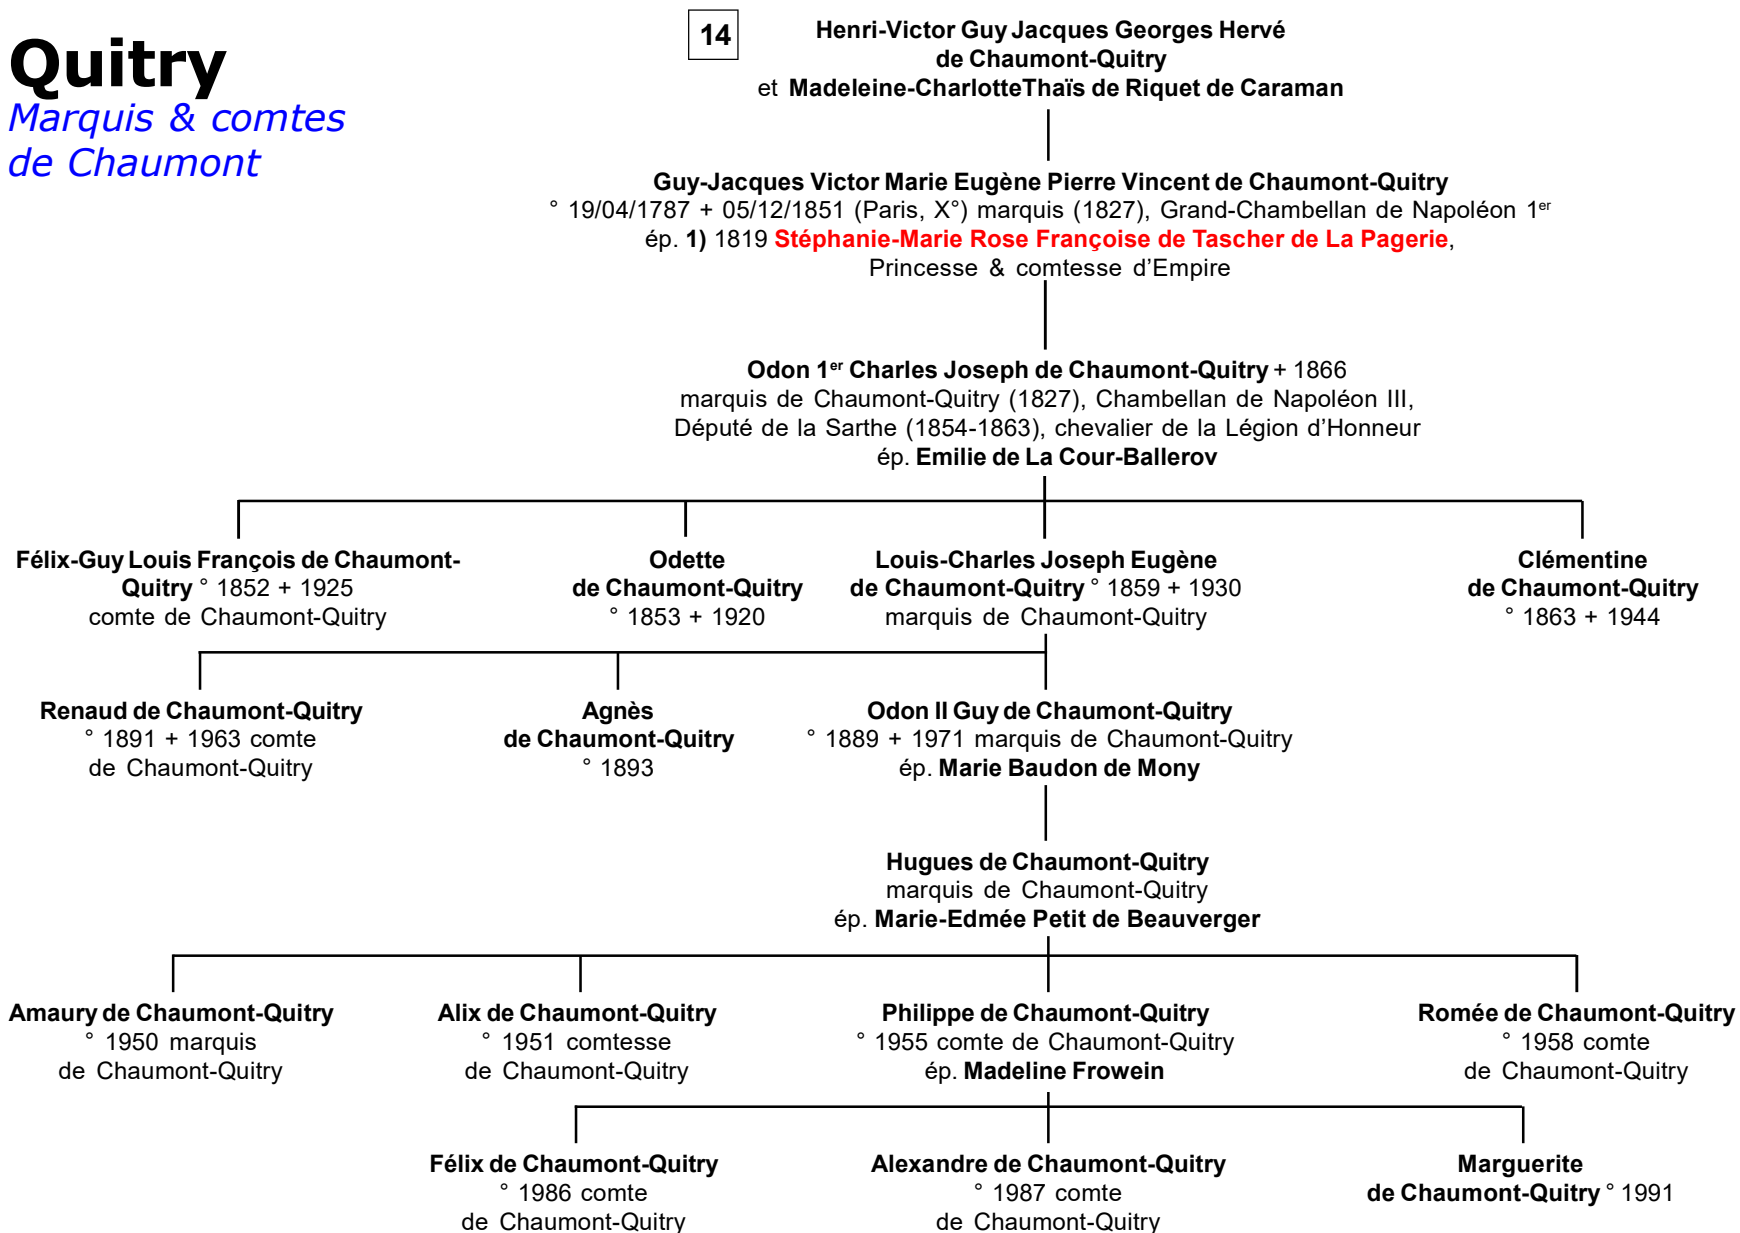 Quitry
Marquis & comtes
de Chaumont
14
Henri-Victor Guy Jacques Georges Hervé
de Chaumont-Quitry
et Madeleine-CharlotteThaïs de Riquet de Caraman
Guy-Jacques Victor Marie Eugène Pierre Vincent de Chaumont-Quitry
° 19/04/1787 + 05/12/1851 (Paris, X°) marquis (1827), Grand-Chambellan de Napoléon 1er
ép. 1) 1819 Stéphanie-Marie Rose Françoise de Tascher de La Pagerie,
Princesse & comtesse d'Empire
Odon 1er Charles Joseph de Chaumont-Quitry + 1866
marquis de Chaumont-Quitry (1827), Chambellan de Napoléon III,
Député de la Sarthe (1854-1863), chevalier de la Légion d'Honneur
ép. Emilie de La Cour-Ballerov
Félix-Guy Louis François de Chaumont-
Quitry ° 1852 + 1925
comte de Chaumont-Quitry
Odette
de Chaumont-Quitry
° 1853 + 1920
Louis-Charles Joseph Eugène
de Chaumont-Quitry ° 1859 + 1930
marquis de Chaumont-Quitry
Clémentine
de Chaumont-Quitry
° 1863 + 1944
Renaud de Chaumont-Quitry
° 1891 + 1963 comte
de Chaumont-Quitry
Agnès
de Chaumont-Quitry
° 1893
Odon II Guy de Chaumont-Quitry
° 1889 + 1971 marquis de Chaumont-Quitry
ép. Marie Baudon de Mony
Hugues de Chaumont-Quitry
marquis de Chaumont-Quitry
ép. Marie-Edmée Petit de Beauverger
Amaury de Chaumont-Quitry
° 1950 marquis
de Chaumont-Quitry
Alix de Chaumont-Quitry
° 1951 comtesse
de Chaumont-Quitry
Philippe de Chaumont-Quitry
° 1955 comte de Chaumont-Quitry
ép. Madeline Frowein
Romée de Chaumont-Quitry
° 1958 comte
de Chaumont-Quitry
Félix de Chaumont-Quitry
° 1986 comte
de Chaumont-Quitry
Alexandre de Chaumont-Quitry
° 1987 comte
de Chaumont-Quitry
Marguerite
de Chaumont-Quitry ° 1991